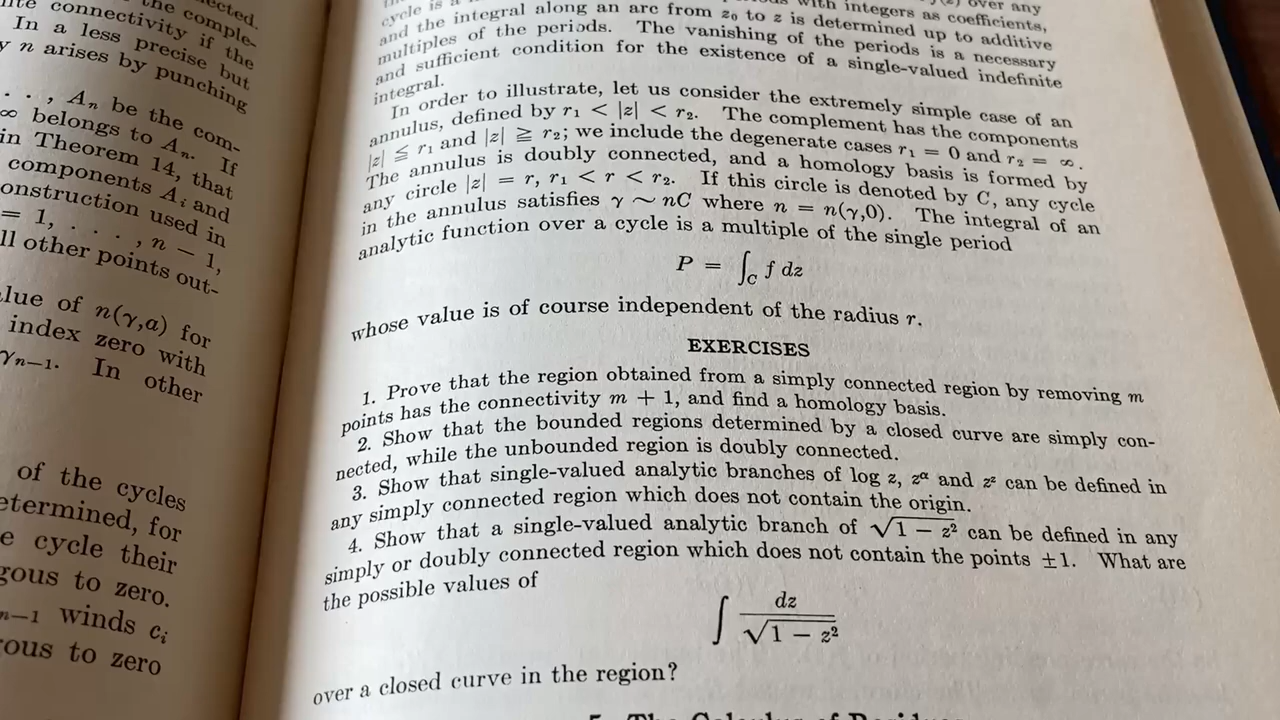 ected.
the comple-
ite connectivity if the
In a less precise but
y n arises by punching
. . , Aₙ be the com-
∞ belongs to Aₙ. If
in Theorem 14, that
components Aᵢ and
onstruction used in
= 1, . . . , n − 1,
ll other points out-
alue of n(γ,a) for
index zero with
γₙ₋₁. In other
of the cycles
etermined, for
e cycle their
gous to zero.
n−1 winds cᵢ
ous to zero
with integers as coefficients,
and the integral along an arc from z₀ to z is determined up to additive
multiples of the periods. The vanishing of the periods is a necessary
and sufficient condition for the existence of a single-valued indefinite
integral.
In order to illustrate, let us consider the extremely simple case of an
annulus, defined by r₁ < |z| < r₂. The complement has the components
|z| ≦ r₁ and |z| ≧ r₂; we include the degenerate cases r₁ = 0 and r₂ = ∞.
The annulus is doubly connected, and a homology basis is formed by
any circle |z| = r, r₁ < r < r₂. If this circle is denoted by C, any cycle
in the annulus satisfies γ ∼ nC where n = n(γ,0). The integral of an
analytic function over a cycle is a multiple of the single period
P = ∫_C f dz
whose value is of course independent of the radius r.
EXERCISES
1. Prove that the region obtained from a simply connected region by removing m
points has the connectivity m + 1, and find a homology basis.
2. Show that the bounded regions determined by a closed curve are simply con-
nected, while the unbounded region is doubly connected.
3. Show that single-valued analytic branches of log z, z^α and z^z can be defined in
any simply connected region which does not contain the origin.
4. Show that a single-valued analytic branch of √(1 − z²) can be defined in any
simply or doubly connected region which does not contain the points ±1. What are
the possible values of
∫ dz / √(1 − z²)
over a closed curve in the region?